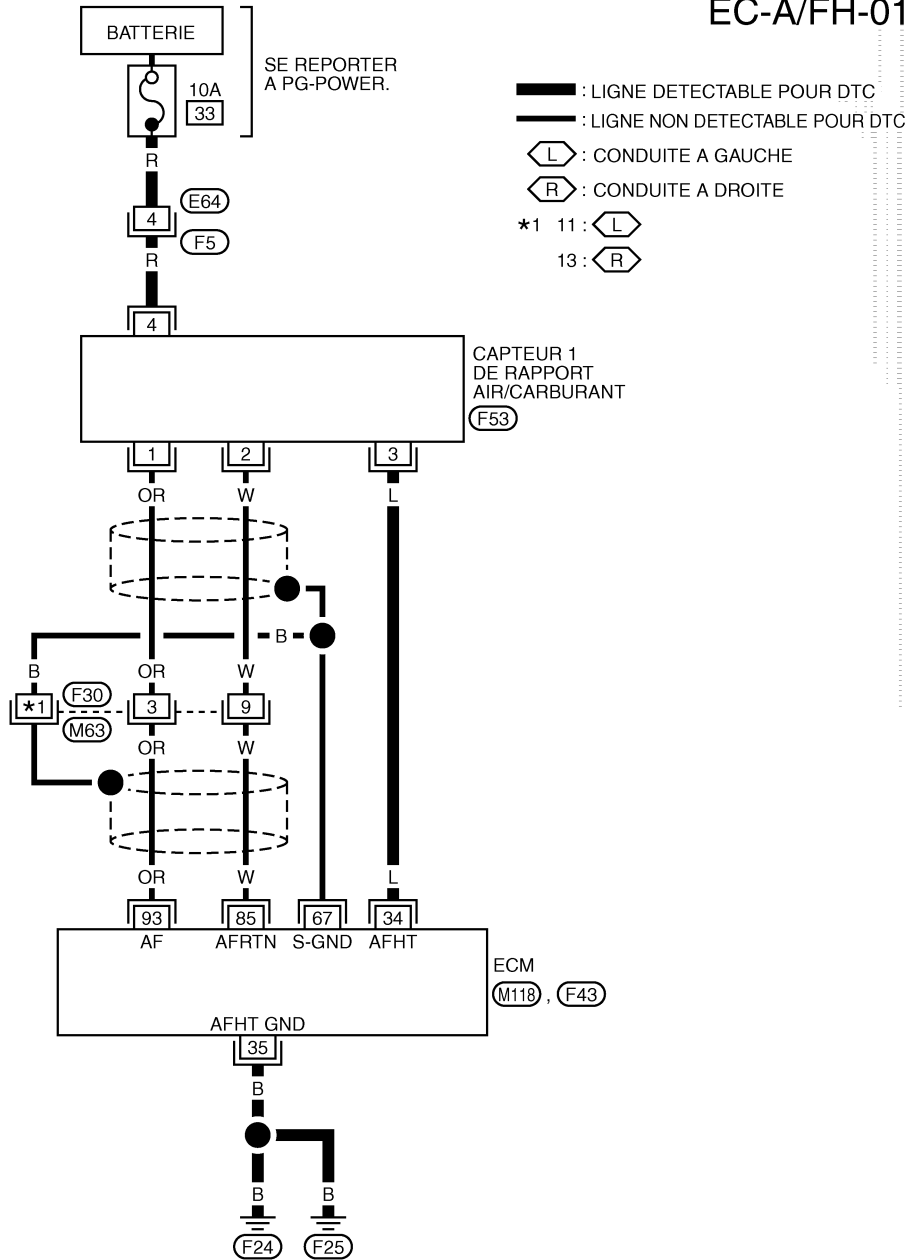 EC-A/FH-01
BATTERIE
SE REPORTER
A PG-POWER.
10A
33
: LIGNE DETECTABLE POUR DTC
: LIGNE NON DETECTABLE POUR DTC
L : CONDUITE A GAUCHE
R : CONDUITE A DROITE
*1 11 : L
13 : R
R
4
E64
F5
R
4
CAPTEUR 1
DE RAPPORT
AIR/CARBURANT
F53
1 2 3
OR W L
B
B OR W
*1 F30 3 9
M63
OR W
OR W L
93 85 67 34
AF AFRTN S-GND AFHT
ECM
M118 , F43
AFHT GND
35
B
B B
F24 F25